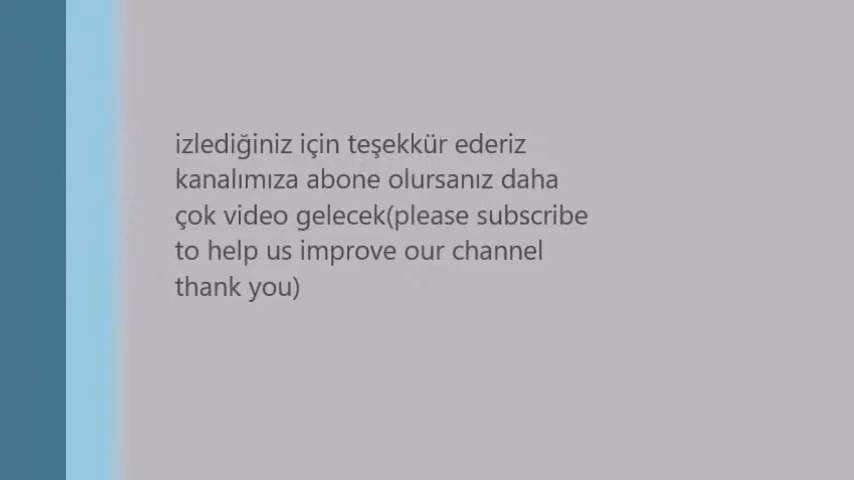 izlediğiniz için teşekkür ederiz
kanalımıza abone olursanız daha
çok video gelecek(please subscribe
to help us improve our channel
thank you)